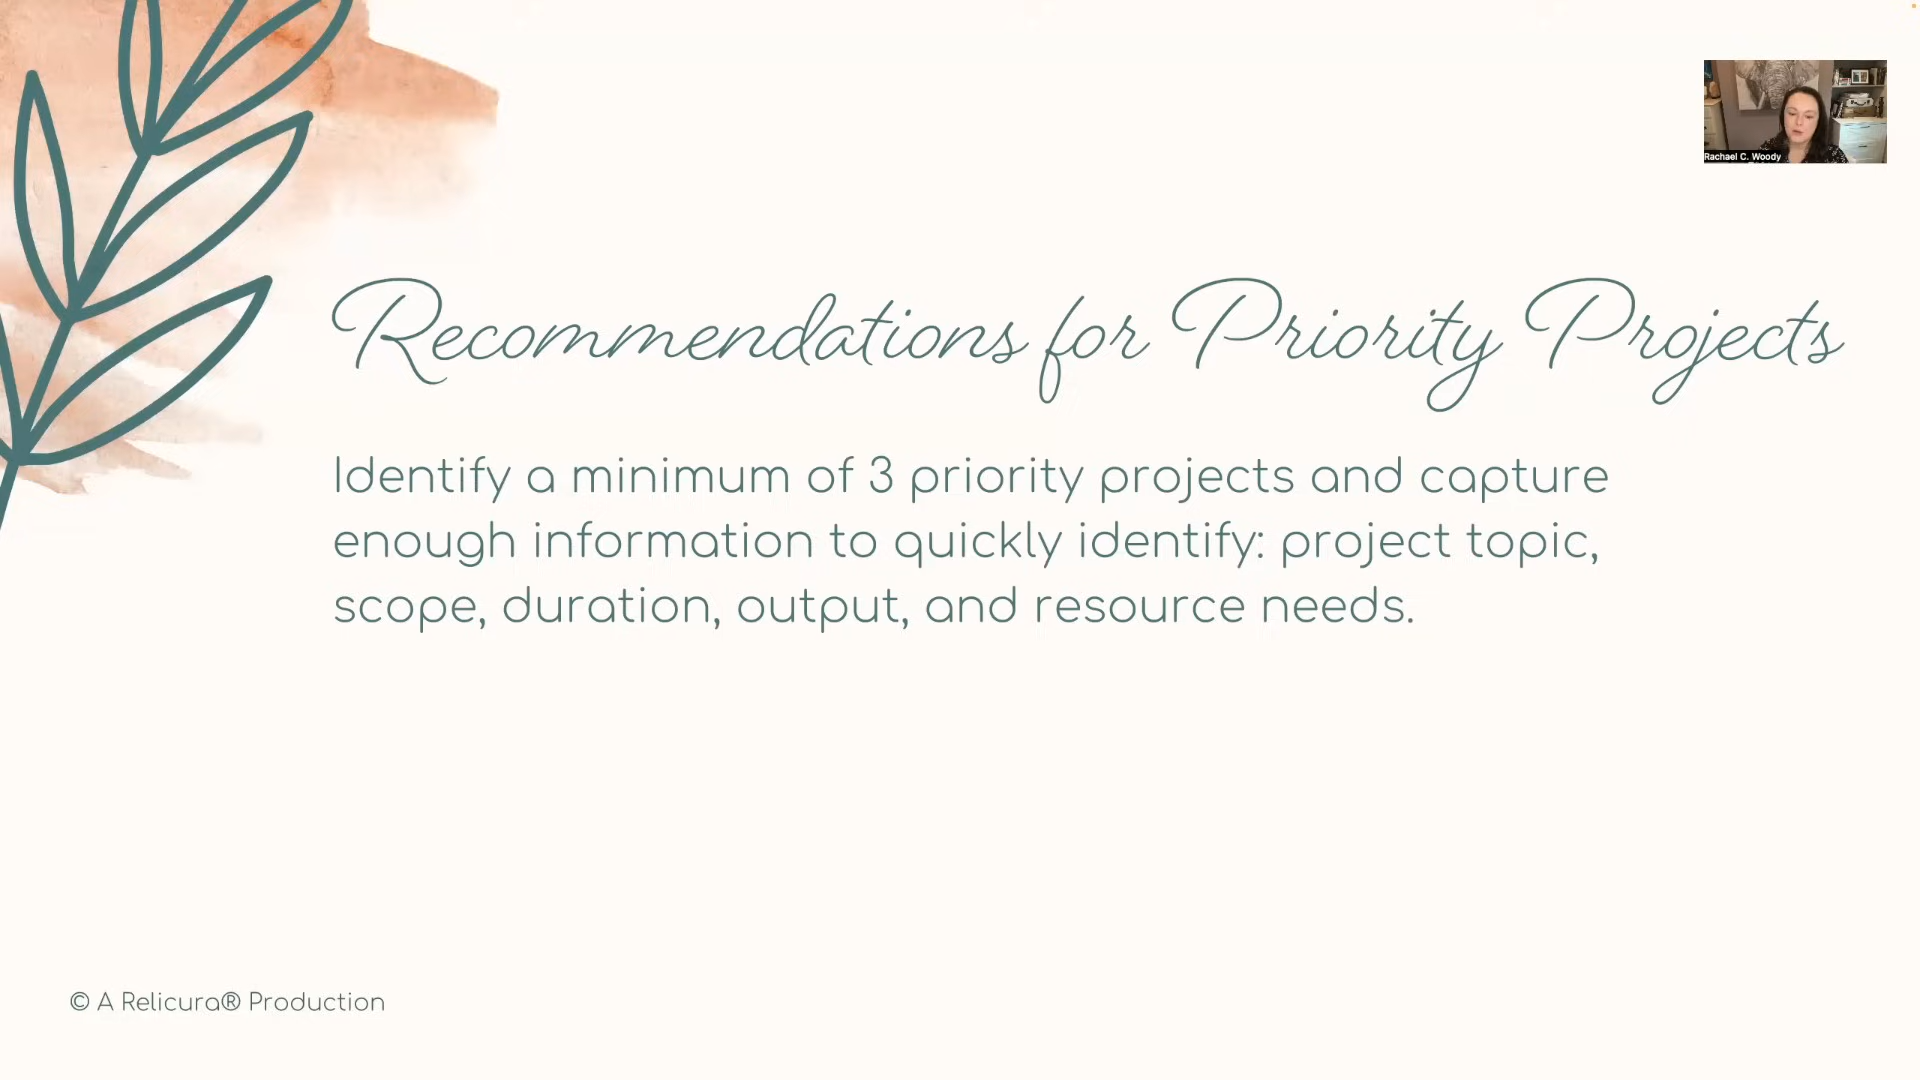 Rachael C. Woody
Recommendations for Priority Projects
Identify a minimum of 3 priority projects and capture
enough information to quickly identify: project topic,
scope, duration, output, and resource needs.
© A Relicura® Production